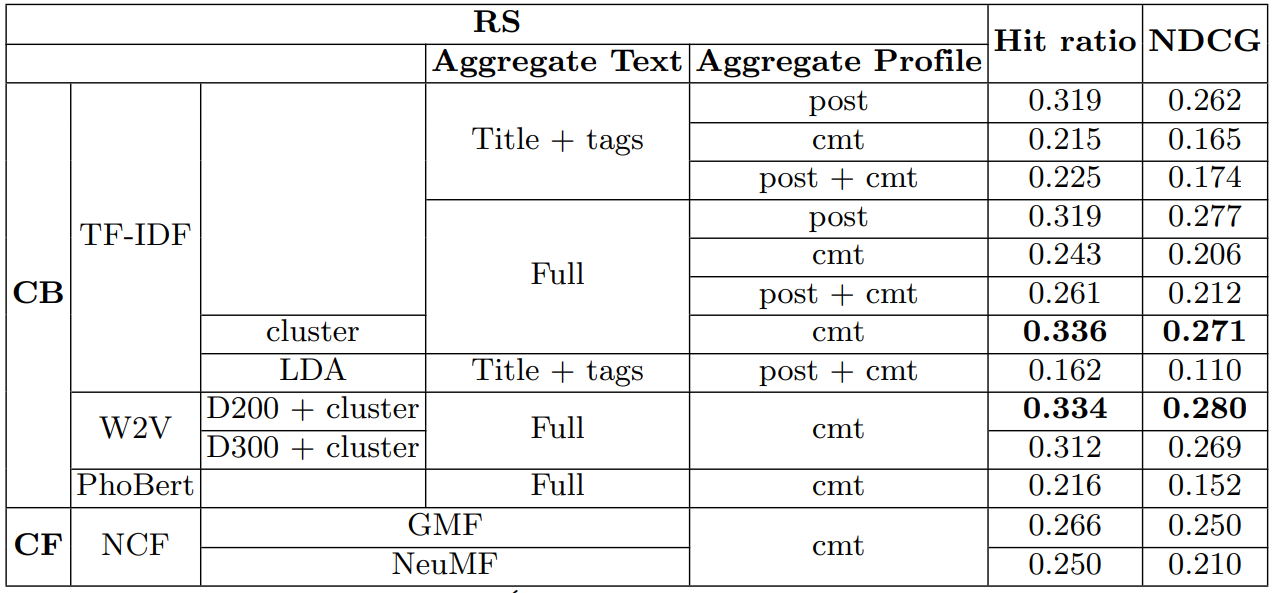 RS Hit ratio NDCG
Aggregate Text Aggregate Profile
CB TF-IDF Title + tags post 0.319 0.262
cmt 0.215 0.165
post + cmt 0.225 0.174
Full post 0.319 0.277
cmt 0.243 0.206
post + cmt 0.261 0.212
cluster cmt 0.336 0.271
LDA Title + tags post + cmt 0.162 0.110
W2V D200 + cluster Full cmt 0.334 0.280
D300 + cluster 0.312 0.269
PhoBert Full cmt 0.216 0.152
CF NCF GMF cmt 0.266 0.250
NeuMF 0.250 0.210